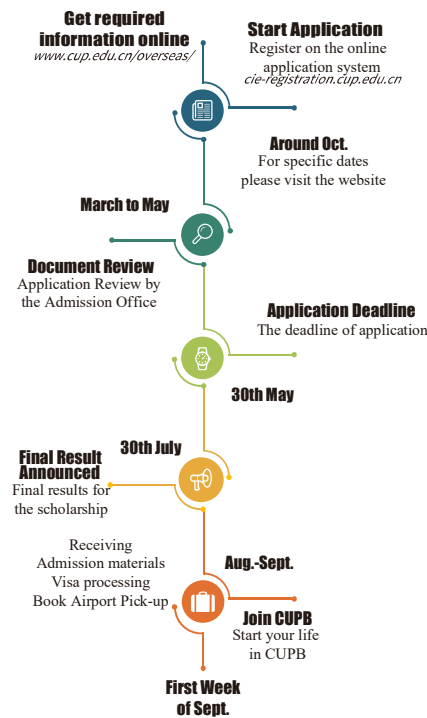 Get required
information online
www.cup.edu.cn/overseas/
Start Application
Register on the online
application system
cie-registration.cup.edu.cn
Around Oct.
For specific dates
please visit the website
March to May
Document Review
Application Review by
the Admission Office
Application Deadline
The deadline of application
30th May
30th July
Final Result
Announced
Final results for
the scholarship
Receiving
Admission materials
Visa processing
Book Airport Pick-up
Aug.-Sept.
Join CUPB
Start your life
in CUPB
First Week
of Sept.